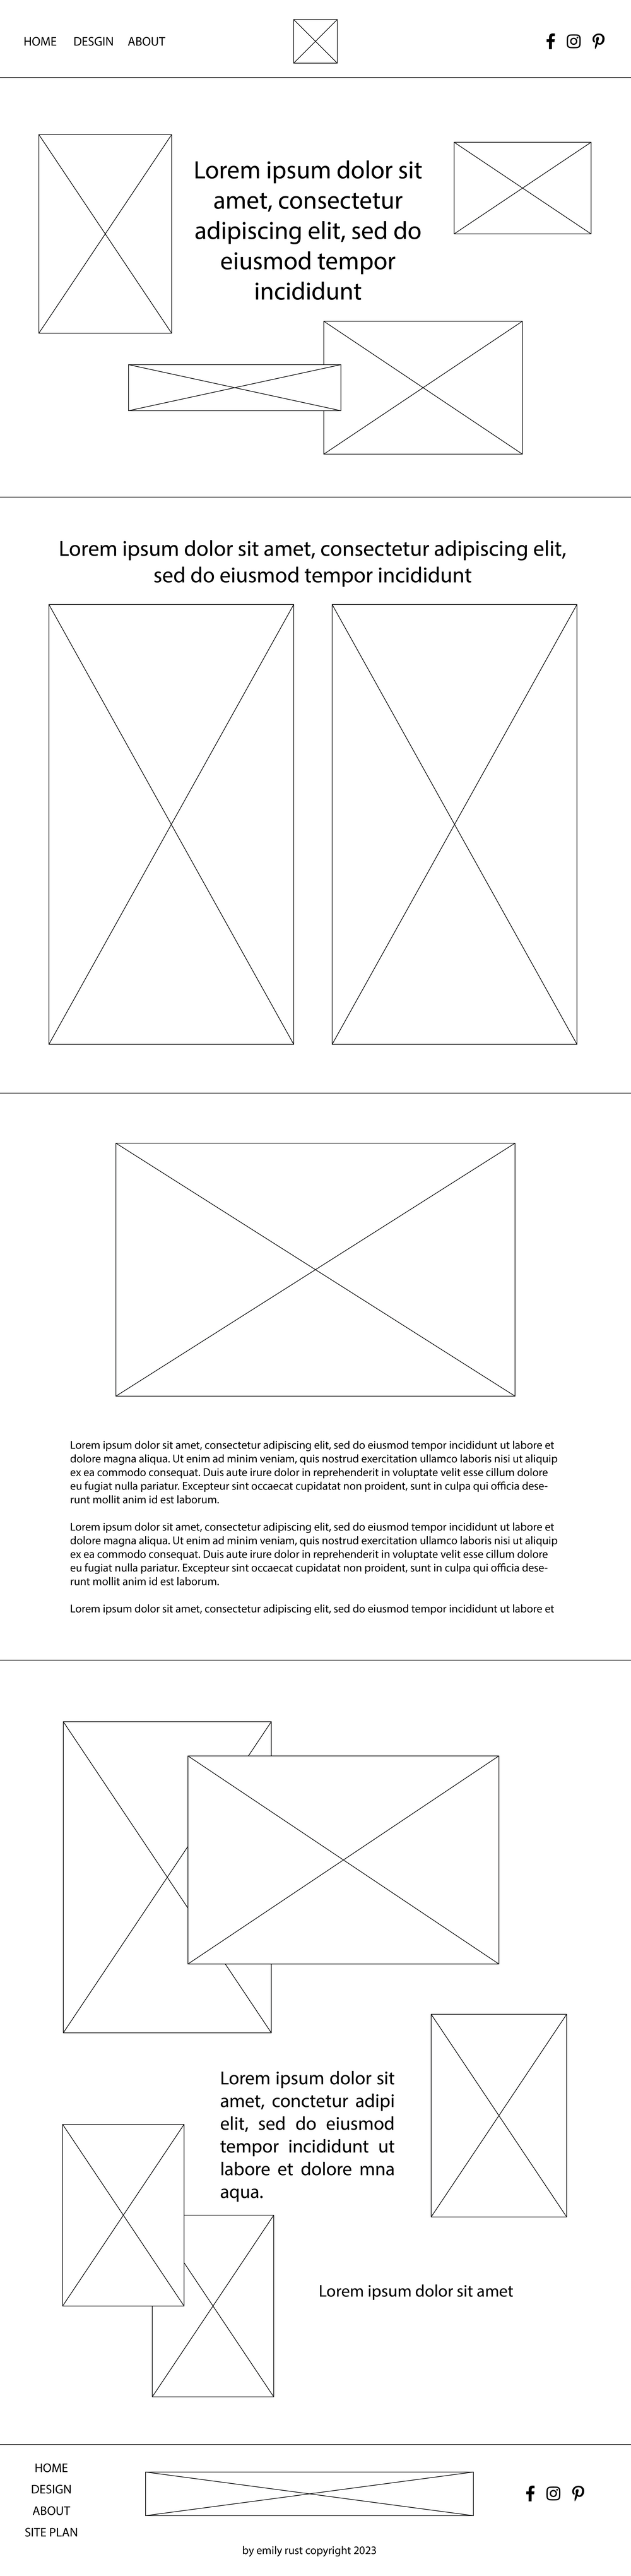 HOME DESGIN ABOUT
Lorem ipsum dolor sit
amet, consectetur
adipiscing elit, sed do
eiusmod tempor
incididunt
Lorem ipsum dolor sit amet, consectetur adipiscing elit,
sed do eiusmod tempor incididunt
Lorem ipsum dolor sit amet, consectetur adipiscing elit, sed do eiusmod tempor incididunt ut labore et
dolore magna aliqua. Ut enim ad minim veniam, quis nostrud exercitation ullamco laboris nisi ut aliquip
ex ea commodo consequat. Duis aute irure dolor in reprehenderit in voluptate velit esse cillum dolore
eu fugiat nulla pariatur. Excepteur sint occaecat cupidatat non proident, sunt in culpa qui officia dese-
runt mollit anim id est laborum.
Lorem ipsum dolor sit amet, consectetur adipiscing elit, sed do eiusmod tempor incididunt ut labore et
dolore magna aliqua. Ut enim ad minim veniam, quis nostrud exercitation ullamco laboris nisi ut aliquip
ex ea commodo consequat. Duis aute irure dolor in reprehenderit in voluptate velit esse cillum dolore
eu fugiat nulla pariatur. Excepteur sint occaecat cupidatat non proident, sunt in culpa qui officia dese-
runt mollit anim id est laborum.
Lorem ipsum dolor sit amet, consectetur adipiscing elit, sed do eiusmod tempor incididunt ut labore et
Lorem ipsum dolor sit
amet, conctetur adipi
elit, sed do eiusmod
tempor incididunt ut
labore et dolore mna
aqua.
Lorem ipsum dolor sit amet
HOME
DESIGN
ABOUT
SITE PLAN
by emily rust copyright 2023